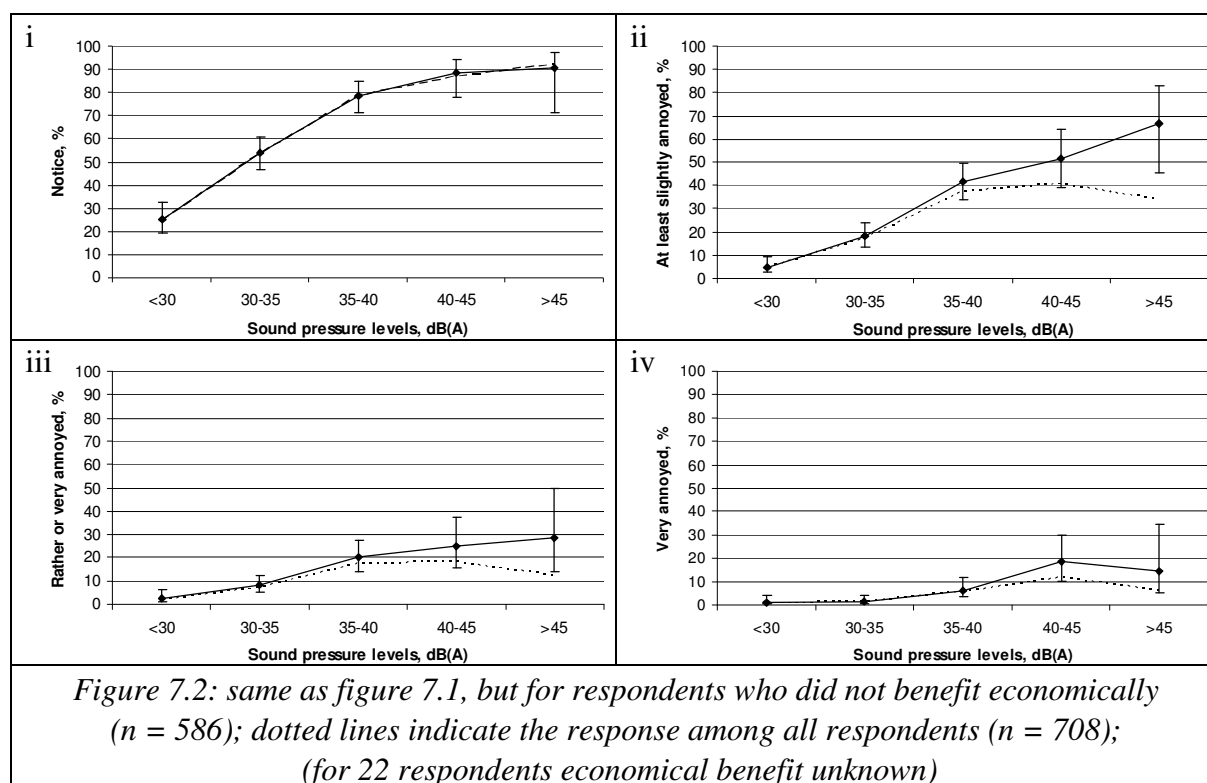 i
100
90
80
70
60
50
40
30
20
10
0
Notice, %
<30 30-35 35-40 40-45 >45
Sound pressure levels, dB(A)
ii
100
90
80
70
60
50
40
30
20
10
0
At least slightly annoyed, %
<30 30-35 35-40 40-45 >45
Sound pressure levels, dB(A)
iii
100
90
80
70
60
50
40
30
20
10
0
Rather or very annoyed, %
<30 30-35 35-40 40-45 >45
Sound pressure levels, dB(A)
iv
100
90
80
70
60
50
40
30
20
10
0
Very annoyed, %
<30 30-35 35-40 40-45 >45
Sound pressure levels, dB(A)
Figure 7.2: same as figure 7.1, but for respondents who did not benefit economically
(n = 586); dotted lines indicate the response among all respondents (n = 708);
(for 22 respondents economical benefit unknown)